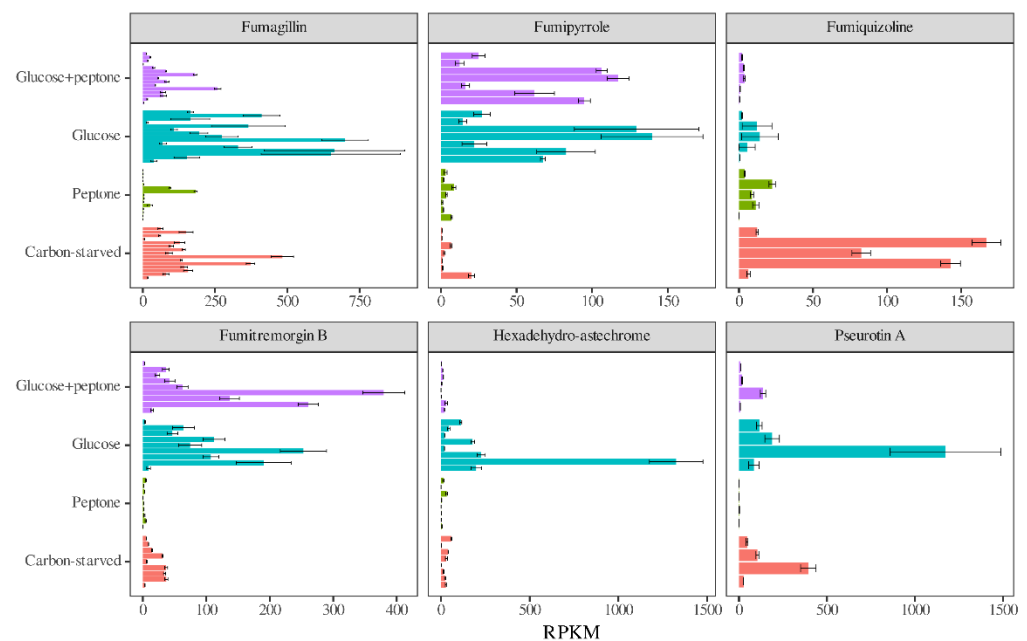 Fumagillin Fumipyrrole Fumiquizoline
Glucose+peptone
Glucose
Peptone
Carbon-starved
0 250 500 750 0 50 100 150 0 50 100 150
Fumitremorgin B Hexadehydro-astechrome Pseurotin A
Glucose+peptone
Glucose
Peptone
Carbon-starved
0 100 200 300 400 0 500 1000 1500 0 500 1000 1500
RPKM